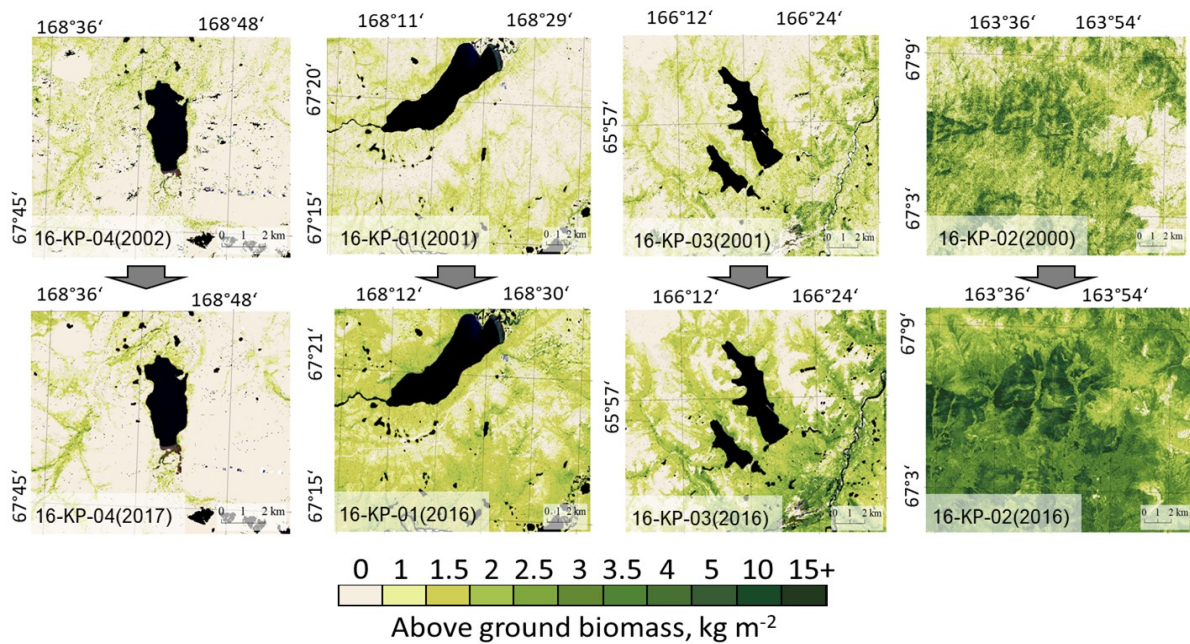 168°36‘ 168°48‘ 168°11‘ 168°29‘ 166°12‘ 166°24‘ 163°36‘ 163°54‘
67°45‘
16-KP-04(2002)
0 1 2 km
67°20‘
67°15‘
16-KP-01(2001)
0 1 2 km
65°57‘
16-KP-03(2001)
0 1 2 km
67°9‘
67°3‘
16-KP-02(2000)
0 1 2 km
168°36‘ 168°48‘ 168°12‘ 168°30‘ 166°12‘ 166°24‘ 163°36‘ 163°54‘
67°45‘
16-KP-04(2017)
0 1 2 km
67°21‘
67°15‘
16-KP-01(2016)
0 1 2 km
65°57‘
16-KP-03(2016)
0 1 2 km
67°9‘
67°3‘
16-KP-02(2016)
0 1 2 km
0 1 1.5 2 2.5 3 3.5 4 5 10 15+
Above ground biomass, kg m⁻²